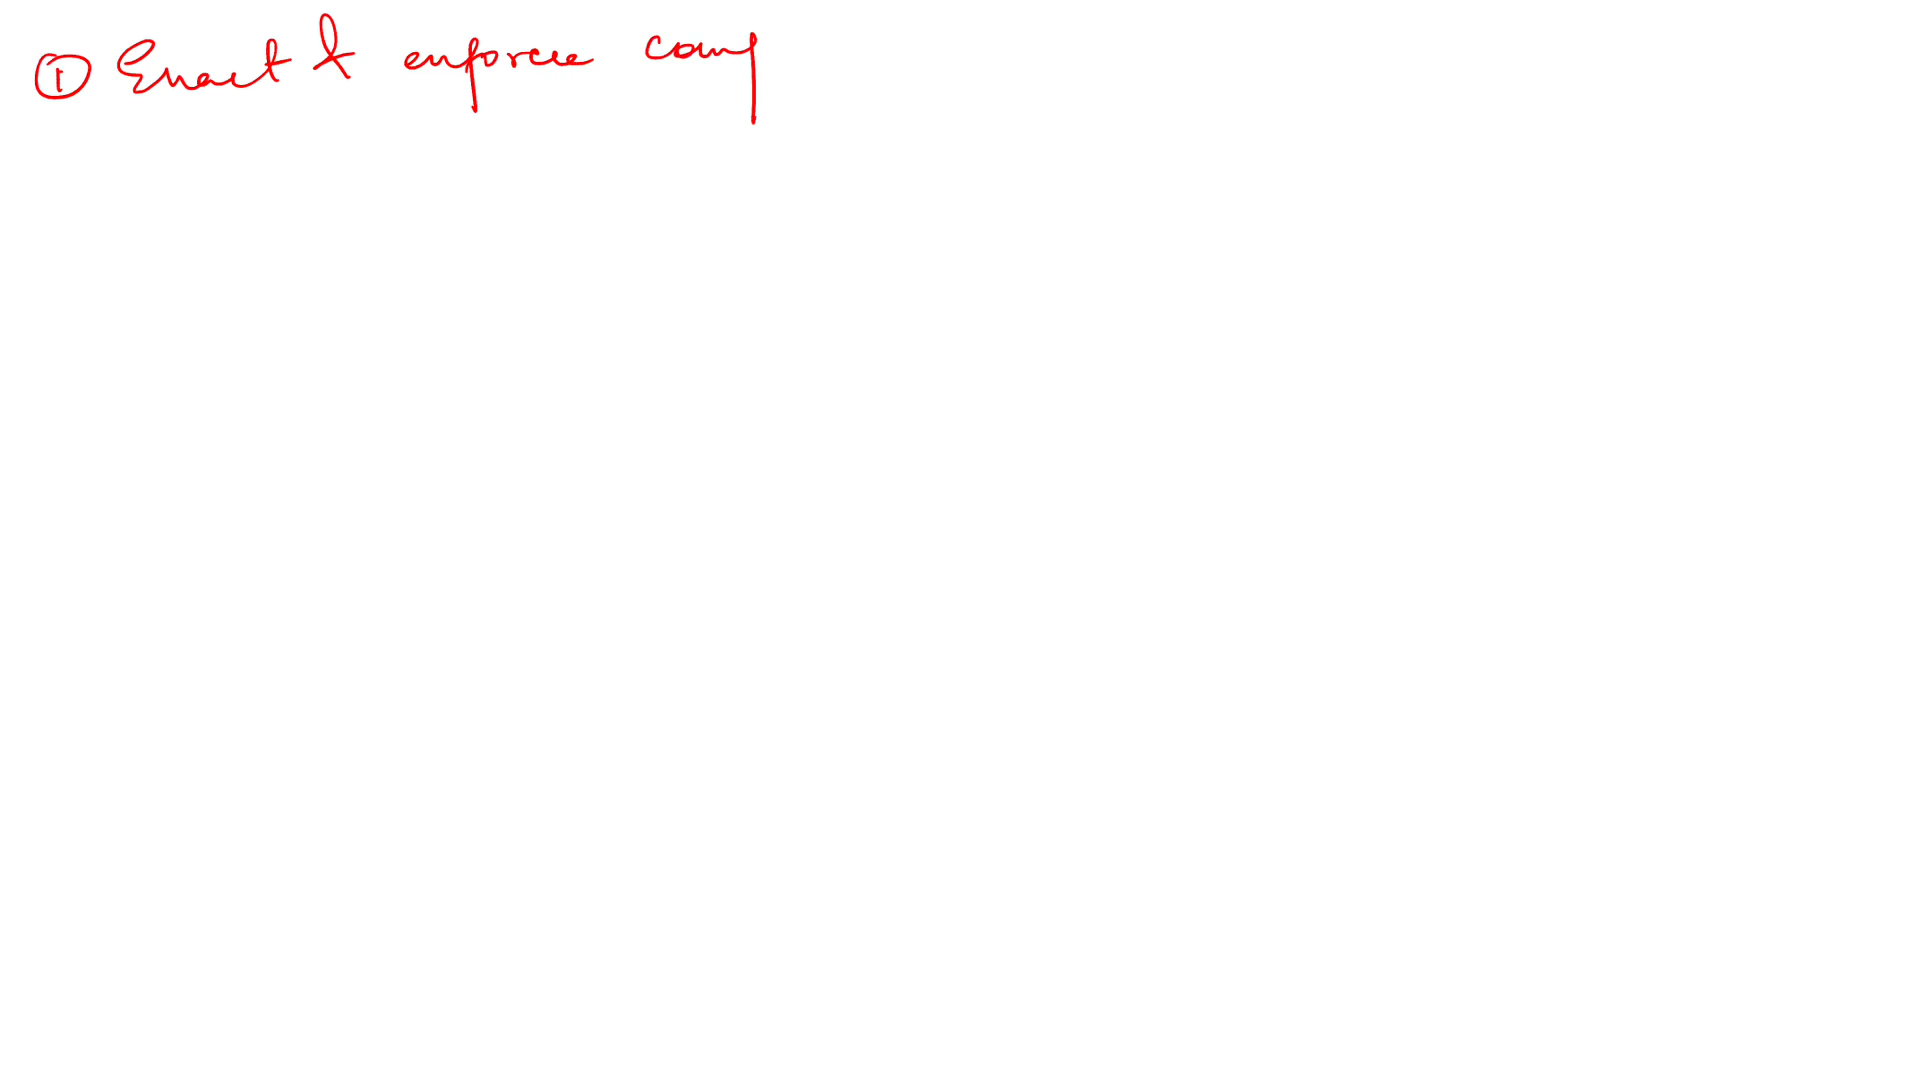 ① Enact & enforce comp